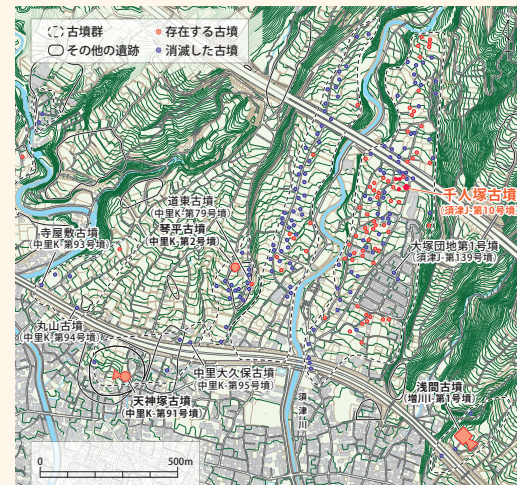 古墳群
存在する古墳
その他の遺跡
消滅した古墳
千人塚古墳
(須津J-第10号墳)
道東古墳
(中里K-第79号墳)
琴平古墳
(中里K-第2号墳)
寺屋敷古墳
(中里K-第93号墳)
大塚団地第1号墳
(須津J-第139号墳)
丸山古墳
(中里K-第94号墳)
中里大久保古墳
(中里K-第95号墳)
天神塚古墳
(中里K-第91号墳)
浅間古墳
(増川-第1号墳)
須津川
0
500m